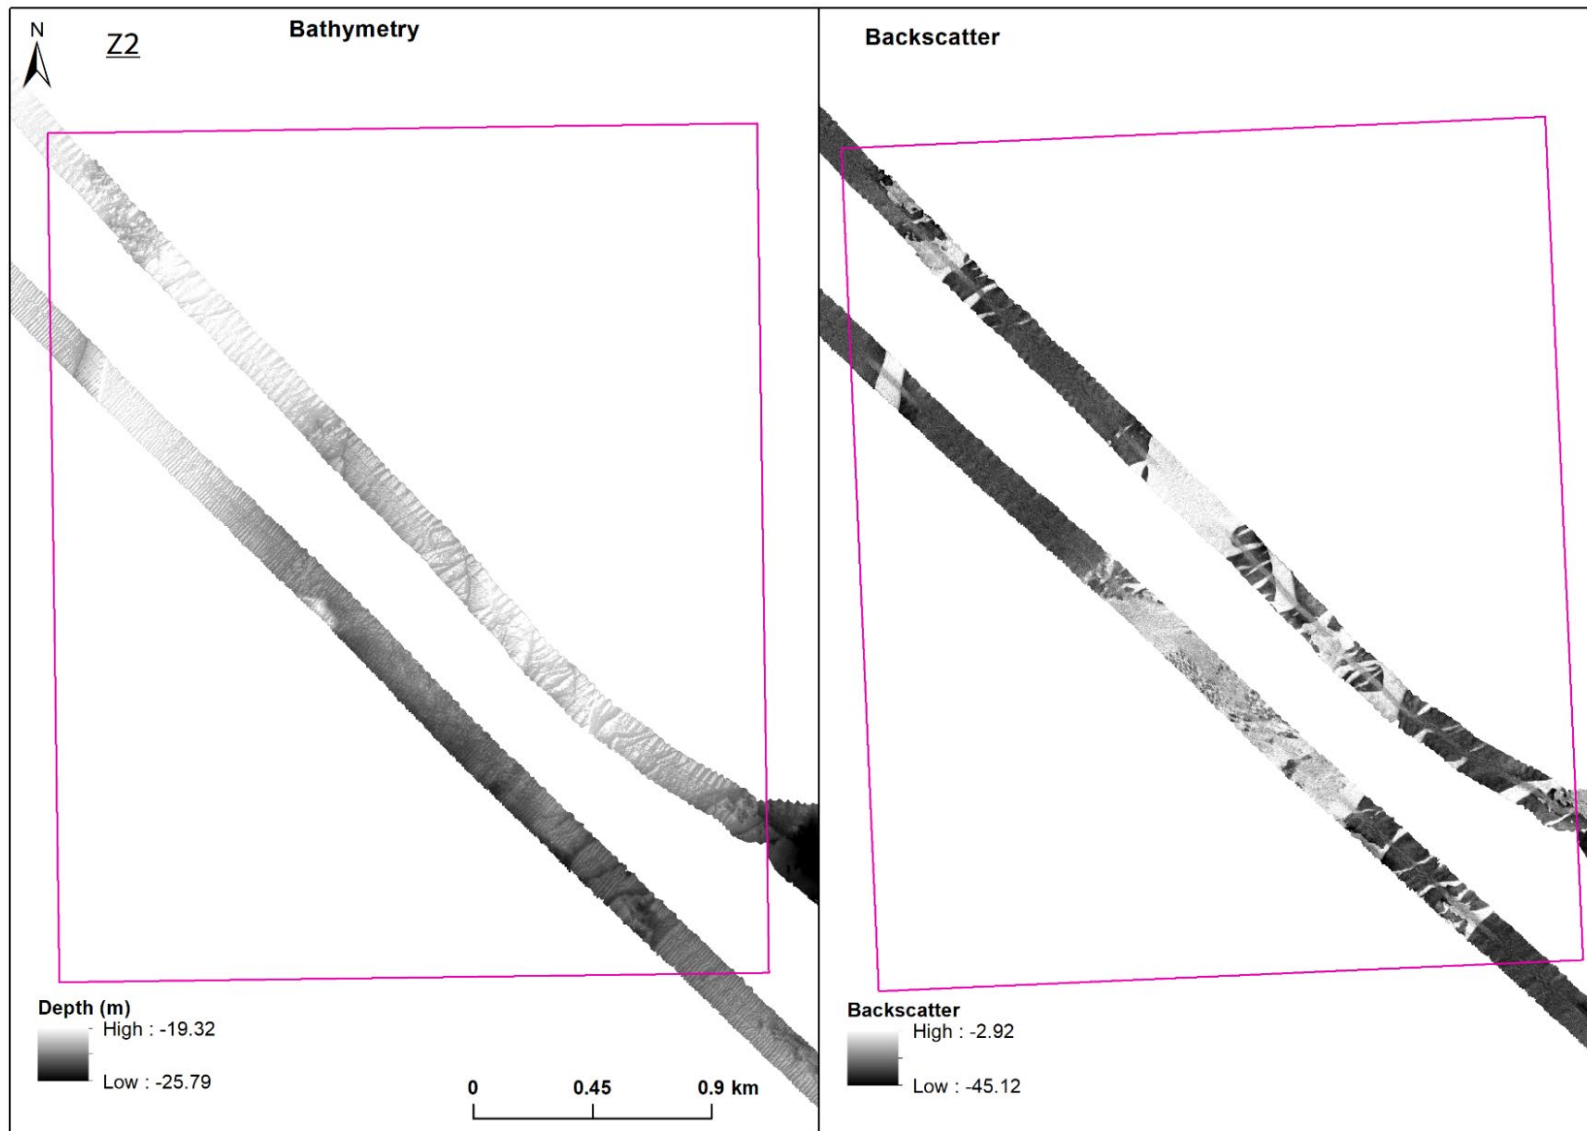 N
Z2
Bathymetry
Backscatter
Depth (m)
High : -19.32
Low : -25.79
0 0.45 0.9 km
Backscatter
High : -2.92
Low : -45.12